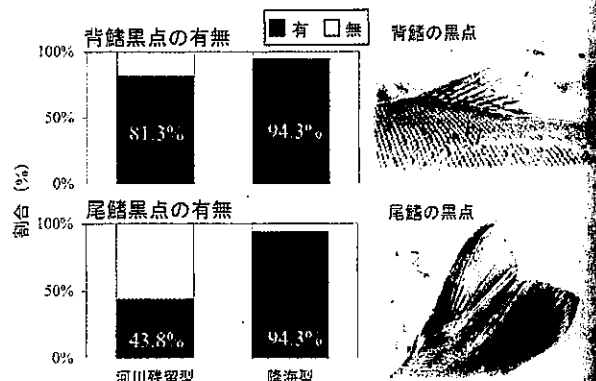 背鰭黒点の有無
■ 有 □ 無
背鰭の黒点
100%
50%
0%
81.3%
94.3%
割合 (%)
尾鰭黒点の有無
尾鰭の黒点
100%
50%
0%
43.8%
94.3%
河川残留型
降海型